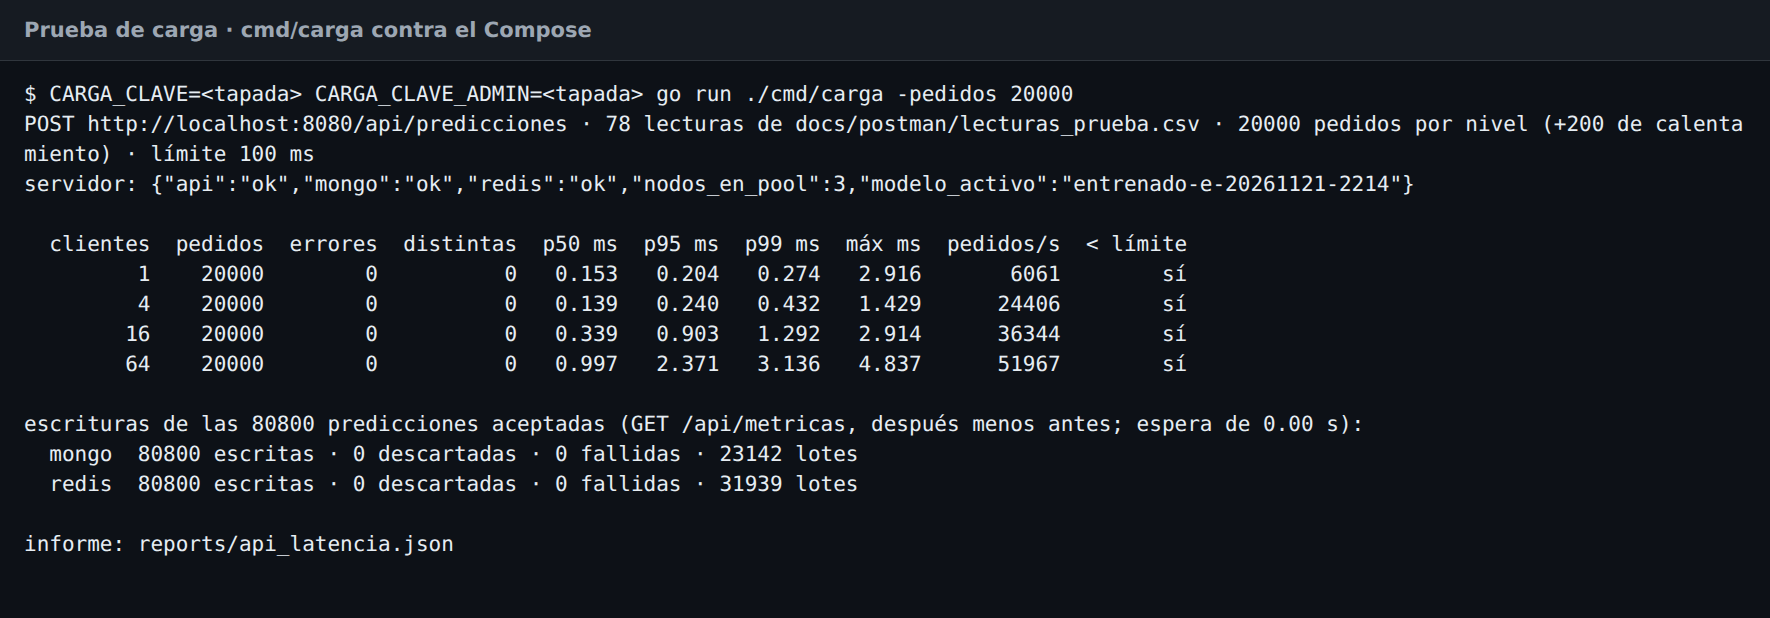 Prueba de carga · cmd/carga contra el Compose
$ CARGA_CLAVE=<tapada> CARGA_CLAVE_ADMIN=<tapada> go run ./cmd/carga -pedidos 20000
POST http://localhost:8080/api/predicciones · 78 lecturas de docs/postman/lecturas_prueba.csv · 20000 pedidos por nivel (+200 de calenta
miento) · límite 100 ms
servidor: {"api":"ok","mongo":"ok","redis":"ok","nodos_en_pool":3,"modelo_activo":"entrenado-e-20261121-2214"}
clientes  pedidos  errores  distintas  p50 ms  p95 ms  p99 ms  máx ms  pedidos/s  < límite
1    20000        0          0   0.153   0.204   0.274   2.916       6061        sí
4    20000        0          0   0.139   0.240   0.432   1.429      24406        sí
16    20000        0          0   0.339   0.903   1.292   2.914      36344        sí
64    20000        0          0   0.997   2.371   3.136   4.837      51967        sí
escrituras de las 80800 predicciones aceptadas (GET /api/metricas, después menos antes; espera de 0.00 s):
mongo  80800 escritas · 0 descartadas · 0 fallidas · 23142 lotes
redis  80800 escritas · 0 descartadas · 0 fallidas · 31939 lotes
informe: reports/api_latencia.json